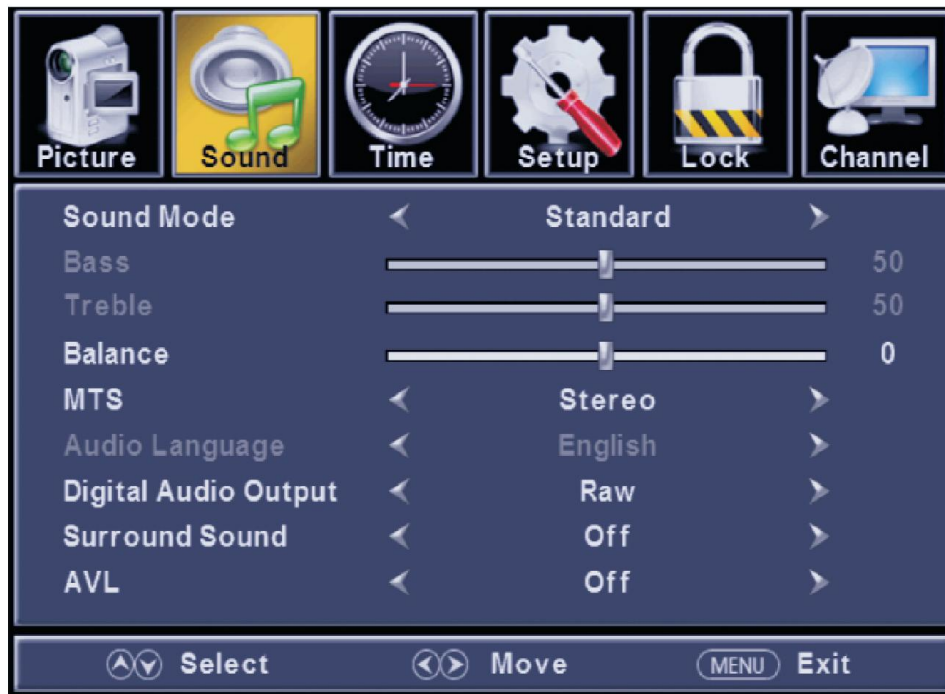 Picture Sound Time Setup Lock Channel
Sound Mode Standard
Bass 50
Treble 50
Balance 0
MTS Stereo
Audio Language English
Digital Audio Output Raw
Surround Sound Off
AVL Off
Select Move MENU Exit